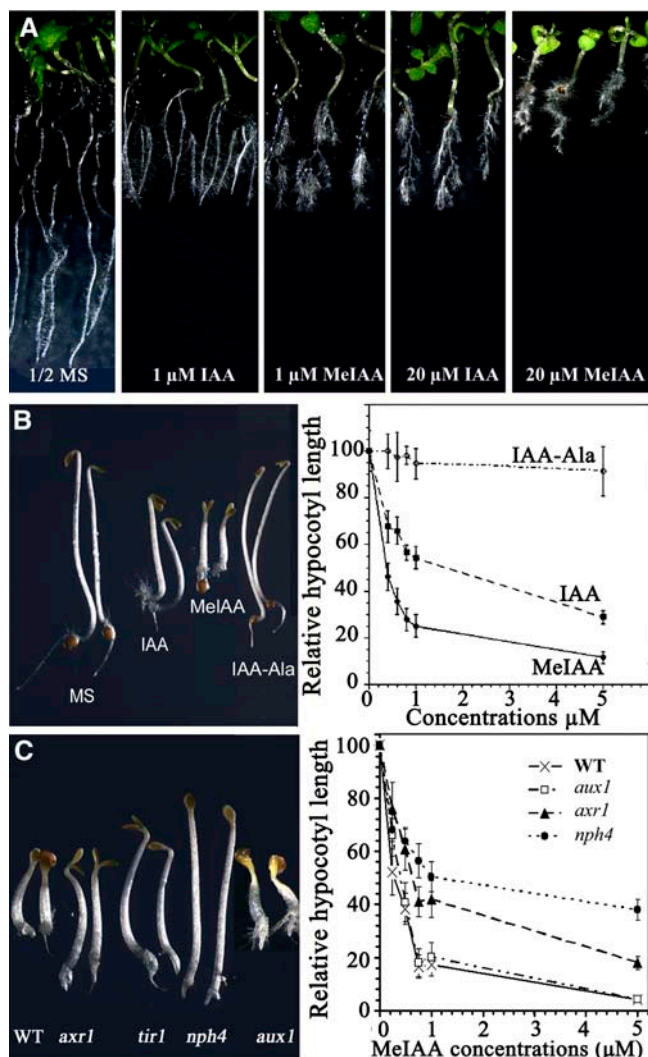 A
1/2 MS
1 µM IAA
1 µM MeIAA
20 µM IAA
20 µM MeIAA
B
MS
IAA
MeIAA
IAA-Ala
Relative hypocotyl length
100
80
60
40
20
0
IAA-Ala
IAA
MeIAA
0 1 2 3 4 5
Concentrations µM
C
WT axr1 tir1 nph4 aux1
Relative hypocotyl length
100
80
60
40
20
0
WT
aux1
axr1
nph4
0 1 2 3 4 5
MeIAA concentrations (µM)